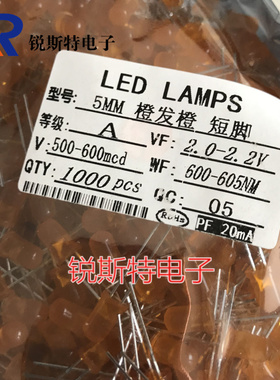 R 锐斯特电子
LED LAMPS
型号: 5MM 橙发橙 短脚
等级: A VF: 2.0-2.2V
V: 500-600mcd WF: 600-605NM
QTY: 1000 pcs QC: 05
RoHS PF 20mA
锐斯特电子